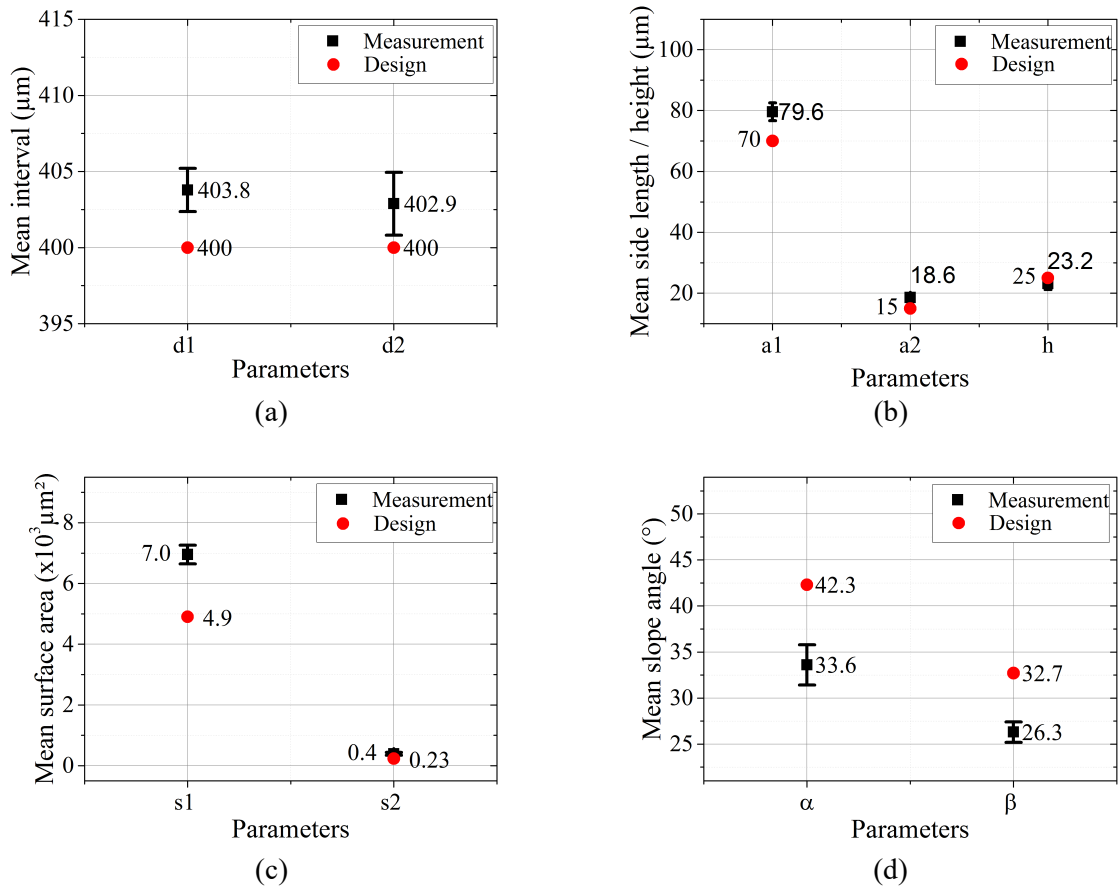 415
410
405
400
395
Mean interval (μm)
Measurement
Design
403.8
400
402.9
400
d1
d2
Parameters
(a)
100
80
60
40
20
Mean side length / height (μm)
Measurement
Design
79.6
70
18.6
15
23.2
25
a1
a2
h
Parameters
(b)
8
6
4
2
0
Mean surface area (x10³ μm²)
Measurement
Design
7.0
4.9
0.4
0.23
s1
s2
Parameters
(c)
50
45
40
35
30
25
Mean slope angle (°)
Measurement
Design
42.3
33.6
32.7
26.3
α
β
Parameters
(d)